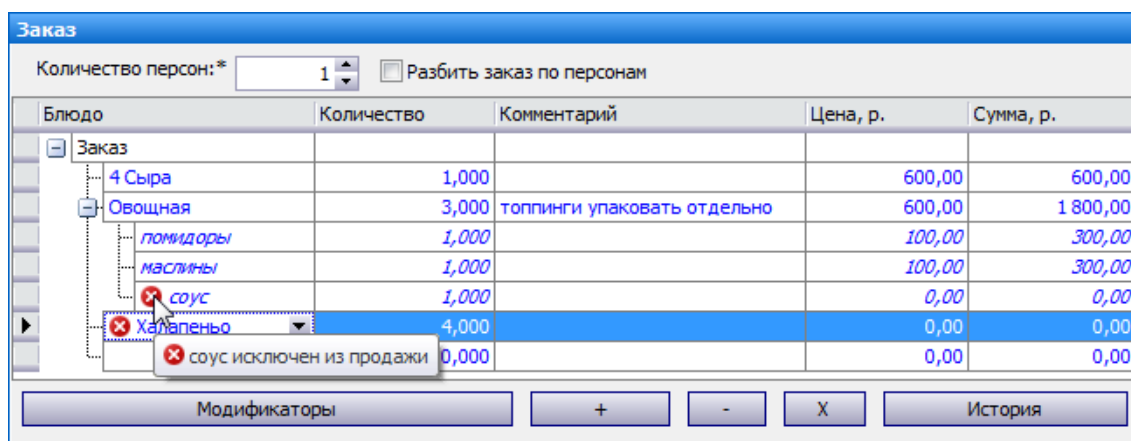 Заказ
Количество персон:* 1 Разбить заказ по персонам
Блюдо Количество Комментарий Цена, р. Сумма, р.
Заказ
4 Сыра 1,000 600,00 600,00
Овощная 3,000 топпинги упаковать отдельно 600,00 1 800,00
помидоры 1,000 100,00 300,00
маслины 1,000 100,00 300,00
соус 1,000 0,00 0,00
Халапеньо 4,000 0,00 0,00
соус исключен из продажи 0,000 0,00 0,00
Модификаторы + - X История